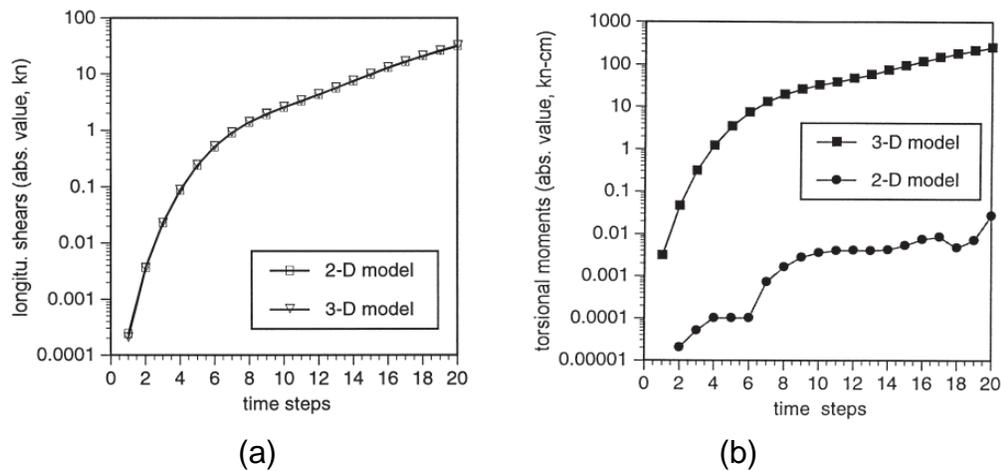 longitu. shears (abs. value, kn)
100
10
1
0.1
0.01
0.001
0.0001
2-D model
3-D model
0 2 4 6 8 10 12 14 16 18 20
time steps
(a)
torsional moments (abs. value, kn-cm)
1000
100
10
1
0.1
0.01
0.001
0.0001
0.00001
3-D model
2-D model
0 2 4 6 8 10 12 14 16 18 20
time steps
(b)